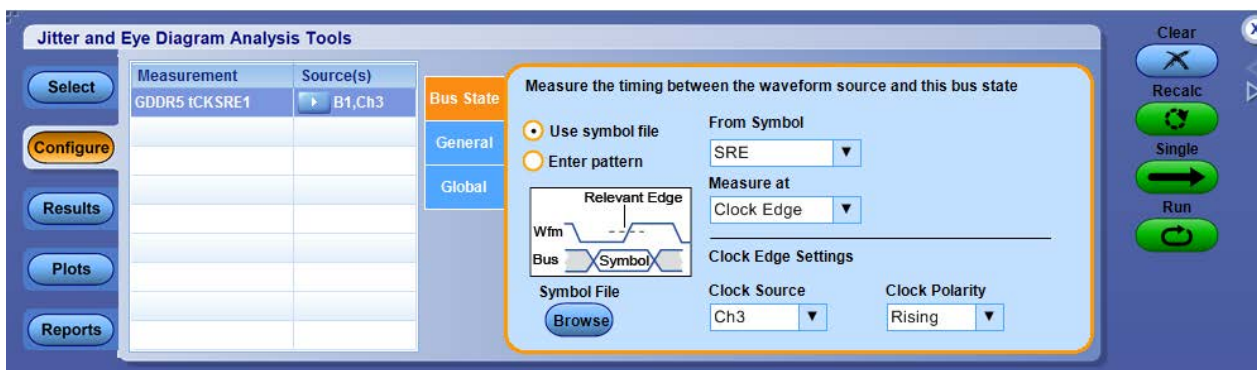 Jitter and Eye Diagram Analysis Tools
Select
Configure
Results
Plots
Reports
Measurement
Source(s)
GDDR5 tCKSRE1
B1,Ch3
Bus State
General
Global
Measure the timing between the waveform source and this bus state
Use symbol file
Enter pattern
Relevant Edge
Wfm
Bus
Symbol
Symbol File
Browse
From Symbol
SRE
Measure at
Clock Edge
Clock Edge Settings
Clock Source
Ch3
Clock Polarity
Rising
Clear
Recalc
Single
Run